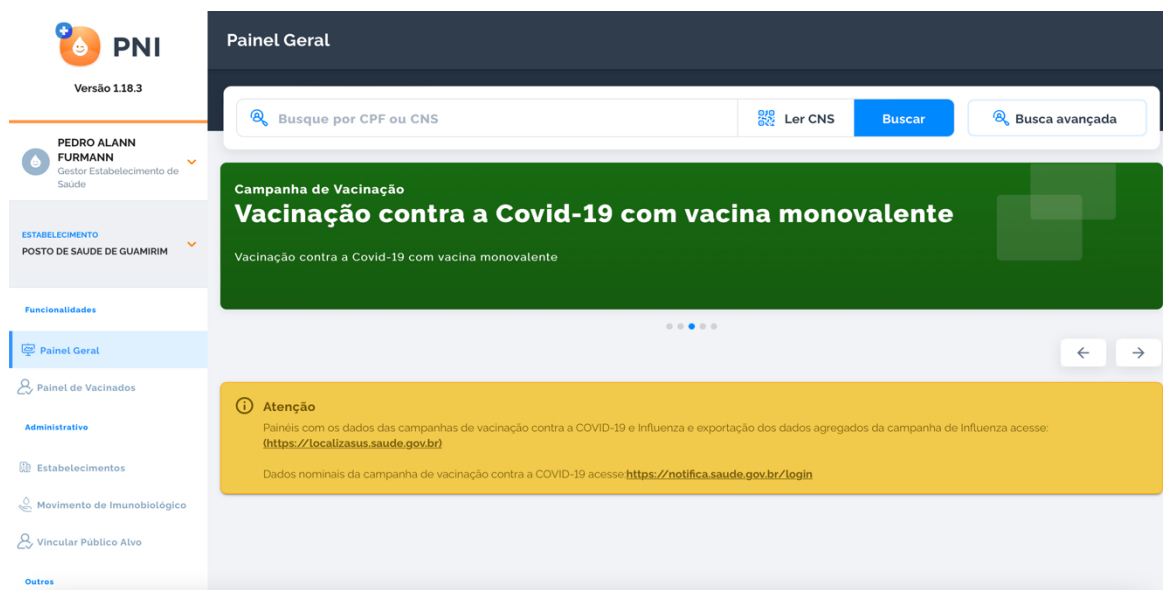 PNI
Versão 1.18.3
PEDRO ALANN
FURMANN
Gestor Estabelecimento de
Saúde
ESTABELECIMENTO
POSTO DE SAUDE DE GUAMIRIM
Funcionalidades
Painel Geral
Painel de Vacinados
Administrativo
Estabelecimentos
Movimento de Imunobiológico
Vincular Público Alvo
Outros
Painel Geral
Busque por CPF ou CNS
Ler CNS
Buscar
Busca avançada
Campanha de Vacinação
Vacinação contra a Covid-19 com vacina monovalente
Vacinação contra a Covid-19 com vacina monovalente
Atenção
Painéis com os dados das campanhas de vacinação contra a COVID-19 e Influenza e exportação dos dados agregados da campanha de Influenza acesse:
(https://localizasus.saude.gov.br)
Dados nominais da campanha de vacinação contra a COVID-19 acesse:https://notifica.saude.gov.br/login